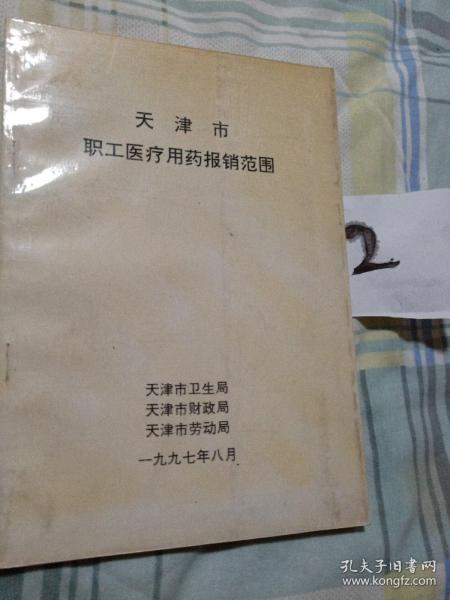 天津市
职工医疗用药报销范围
2
天津市卫生局
天津市财政局
天津市劳动局
一九九七年八月
孔夫子旧书网
www.kongfz.com